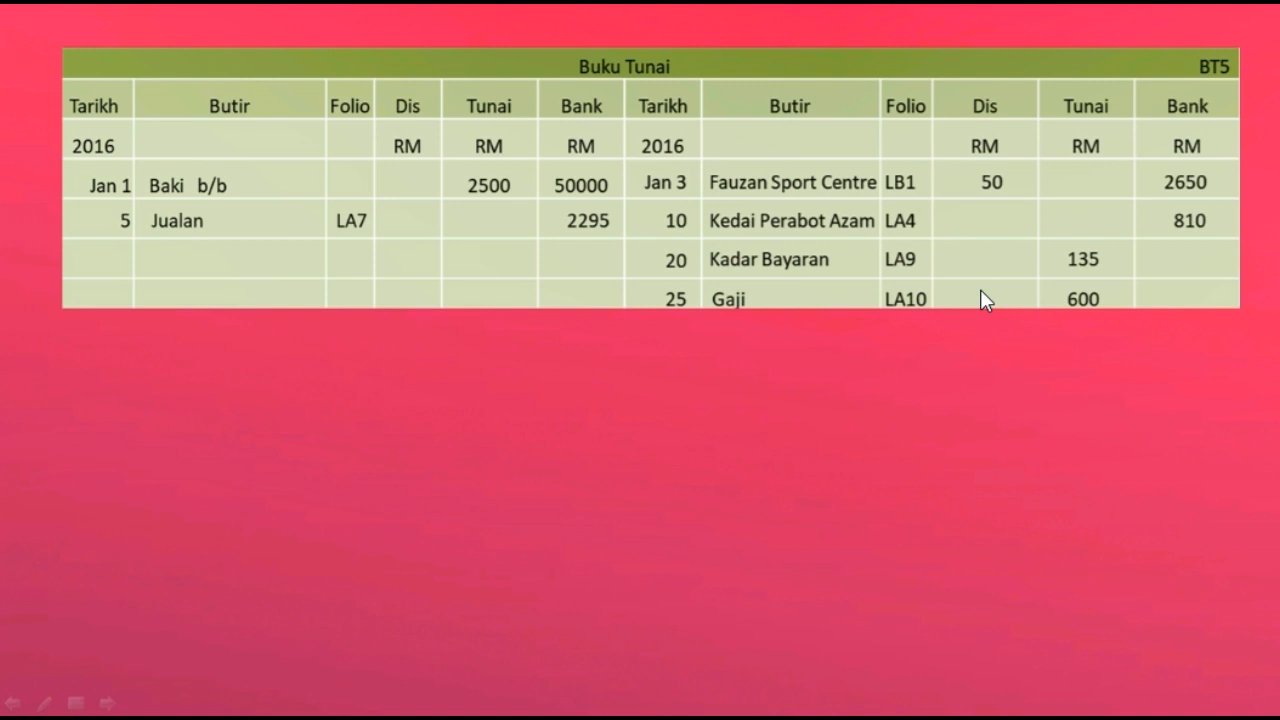 Buku Tunai BT5
Tarikh Butir Folio Dis Tunai Bank Tarikh Butir Folio Dis Tunai Bank
2016 RM RM RM 2016 RM RM RM
Jan 1 Baki b/b 2500 50000 Jan 3 Fauzan Sport Centre LB1 50 2650
5 Jualan LA7 2295 10 Kedai Perabot Azam LA4 810
20 Kadar Bayaran LA9 135
25 Gaji LA10 600